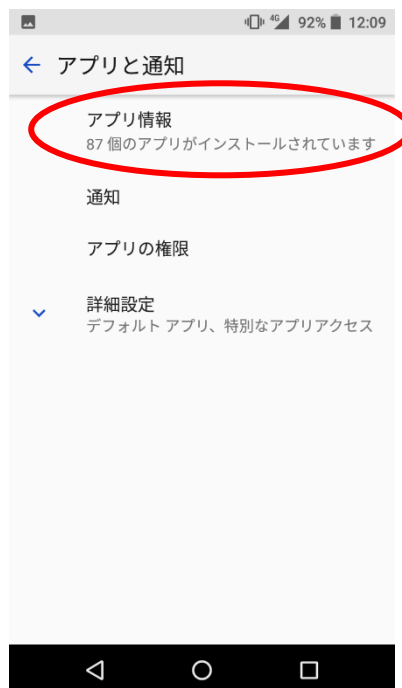 4G 92% 12:09
アプリと通知
アプリ情報
87 個のアプリがインストールされています
通知
アプリの権限
詳細設定
デフォルト アプリ、特別なアプリアクセス